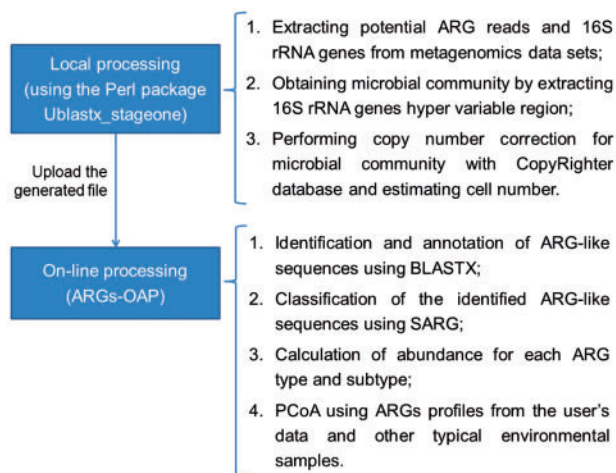 Local processing
(using the Perl package
Ublastx_stageone)
1. Extracting potential ARG reads and 16S
rRNA genes from metagenomics data sets;
2. Obtaining microbial community by extracting
16S rRNA genes hyper variable region;
3. Performing copy number correction for
microbial community with CopyRighter
database and estimating cell number.
Upload the
generated file
On-line processing
(ARGs-OAP)
1. Identification and annotation of ARG-like
sequences using BLASTX;
2. Classification of the identified ARG-like
sequences using SARG;
3. Calculation of abundance for each ARG
type and subtype;
4. PCoA using ARGs profiles from the user's
data and other typical environmental
samples.